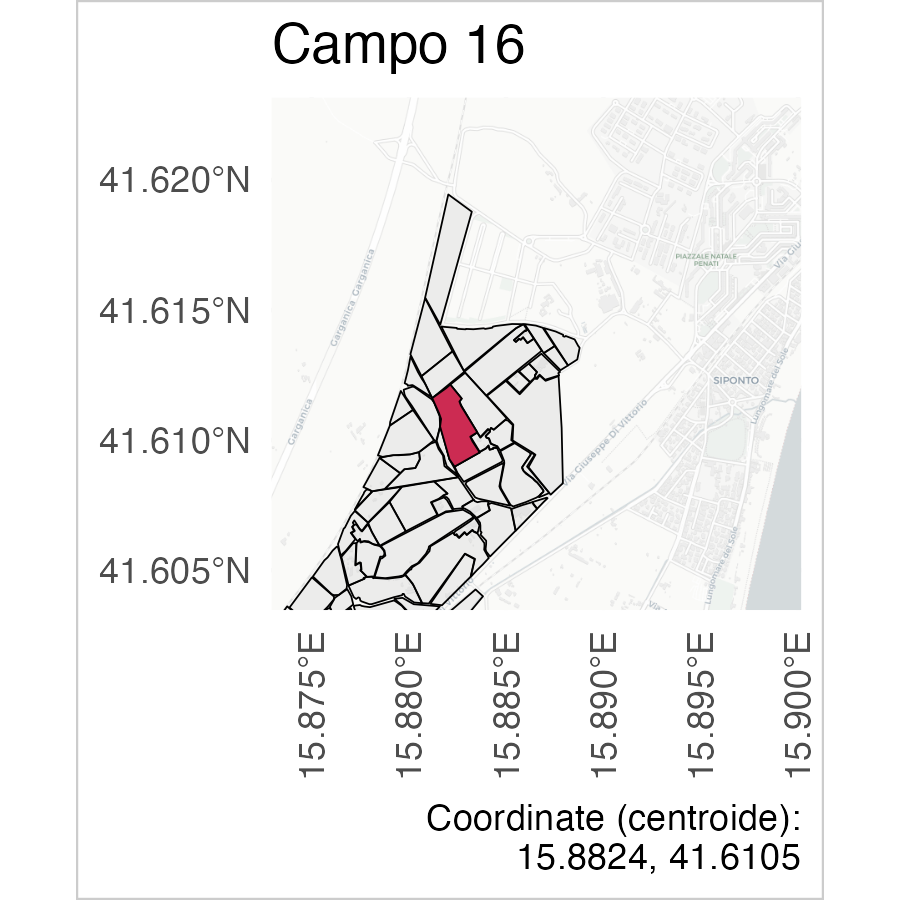 Campo 16
41.620°N
41.615°N
41.610°N
41.605°N
Garganica
Garganica
Garganica
PIAZZALE NATALE
PENATI
Via Giu
SIPONTO
Lungomare del Sole
Via Giuseppe Di Vittorio
Lungomare del Sole
Vittorio
Via
15.875°E
15.880°E
15.885°E
15.890°E
15.895°E
15.900°E
Coordinate (centroide):
15.8824, 41.6105